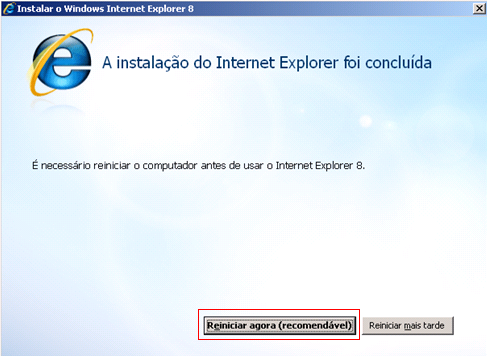 Instalar o Windows Internet Explorer 8
A instalação do Internet Explorer foi concluída
É necessário reiniciar o computador antes de usar o Internet Explorer 8.
Reiniciar agora (recomendável)
Reiniciar mais tarde